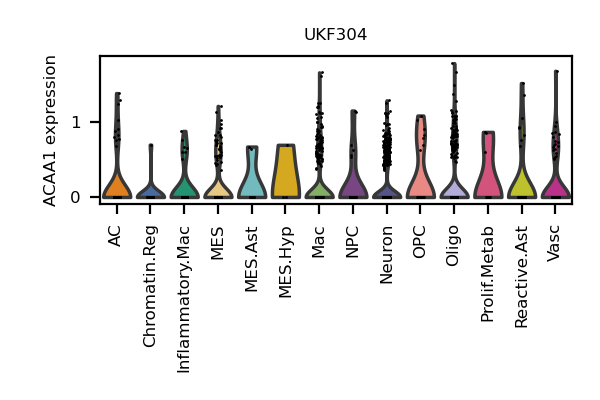 UKF304
ACAA1 expression
1
0
AC
Chromatin.Reg
Inflammatory.Mac
MES
MES.Ast
MES.Hyp
Mac
NPC
Neuron
OPC
Oligo
Prolif.Metab
Reactive.Ast
Vasc